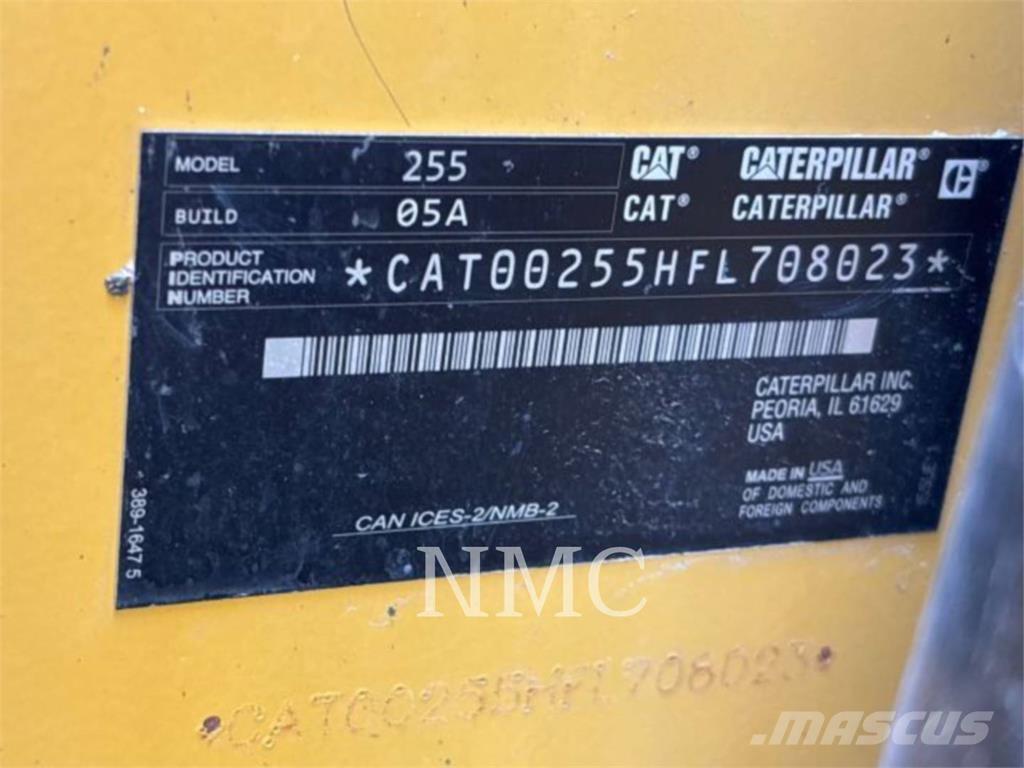 MODEL 255
BUILD 05A
CAT® CATERPILLAR® C®
CAT® CATERPILLAR®
PRODUCT
IDENTIFICATION
NUMBER
*CAT00255HFL708023*
CATERPILLAR INC.
PEORIA, IL 61629
USA
MADE IN USA
OF DOMESTIC AND
FOREIGN COMPONENTS
CAN ICES-2/NMB-2
389-1647 5
NMC
CAT00255HFL708023
MASCUS